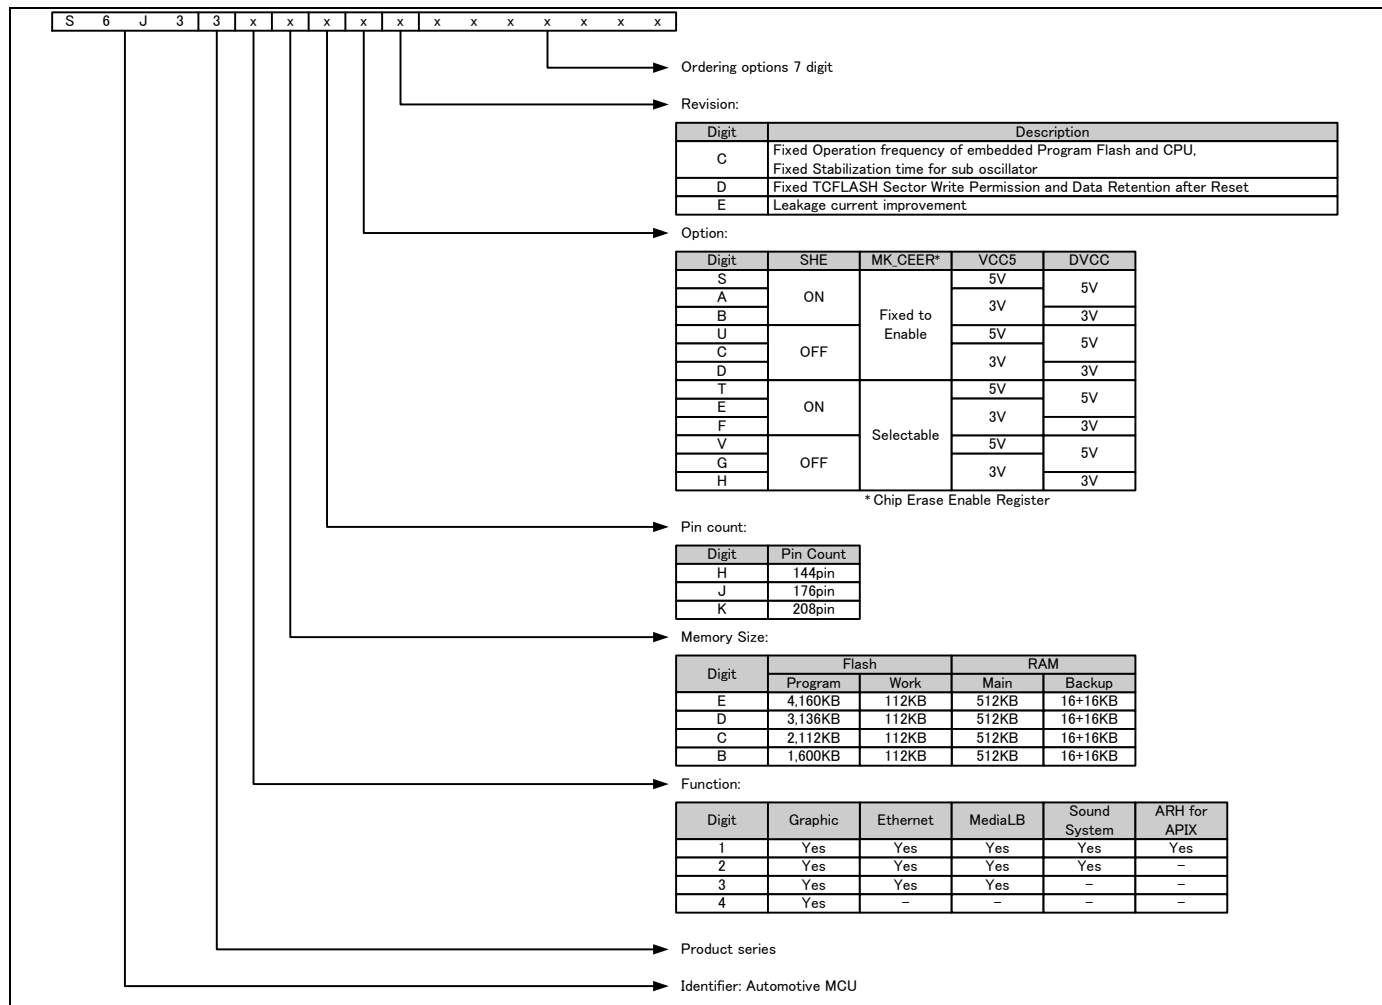 S 6 J 3 3 x x x x x x x x x x x x
Ordering options 7 digit
Revision:
Digit Description
C Fixed Operation frequency of embedded Program Flash and CPU,
Fixed Stabilization time for sub oscillator
D Fixed TCFLASH Sector Write Permission and Data Retention after Reset
E Leakage current improvement
Option:
Digit SHE MK_CEER* VCC5 DVCC
S 5V
5V
A ON 3V
B Fixed to 3V
U Enable 5V
5V
C OFF 3V
D 3V
T 5V
5V
E ON 3V
F 3V
V Selectable 5V
5V
G OFF 3V
H 3V
* Chip Erase Enable Register
Pin count:
Digit Pin Count
H 144pin
J 176pin
K 208pin
Memory Size:
Digit Flash RAM
Program Work Main Backup
E 4,160KB 112KB 512KB 16+16KB
D 3,136KB 112KB 512KB 16+16KB
C 2,112KB 112KB 512KB 16+16KB
B 1,600KB 112KB 512KB 16+16KB
Function:
Digit Graphic Ethernet MediaLB Sound System ARH for APIX
1 Yes Yes Yes Yes Yes
2 Yes Yes Yes Yes −
3 Yes Yes Yes − −
4 Yes − − − −
Product series
Identifier: Automotive MCU